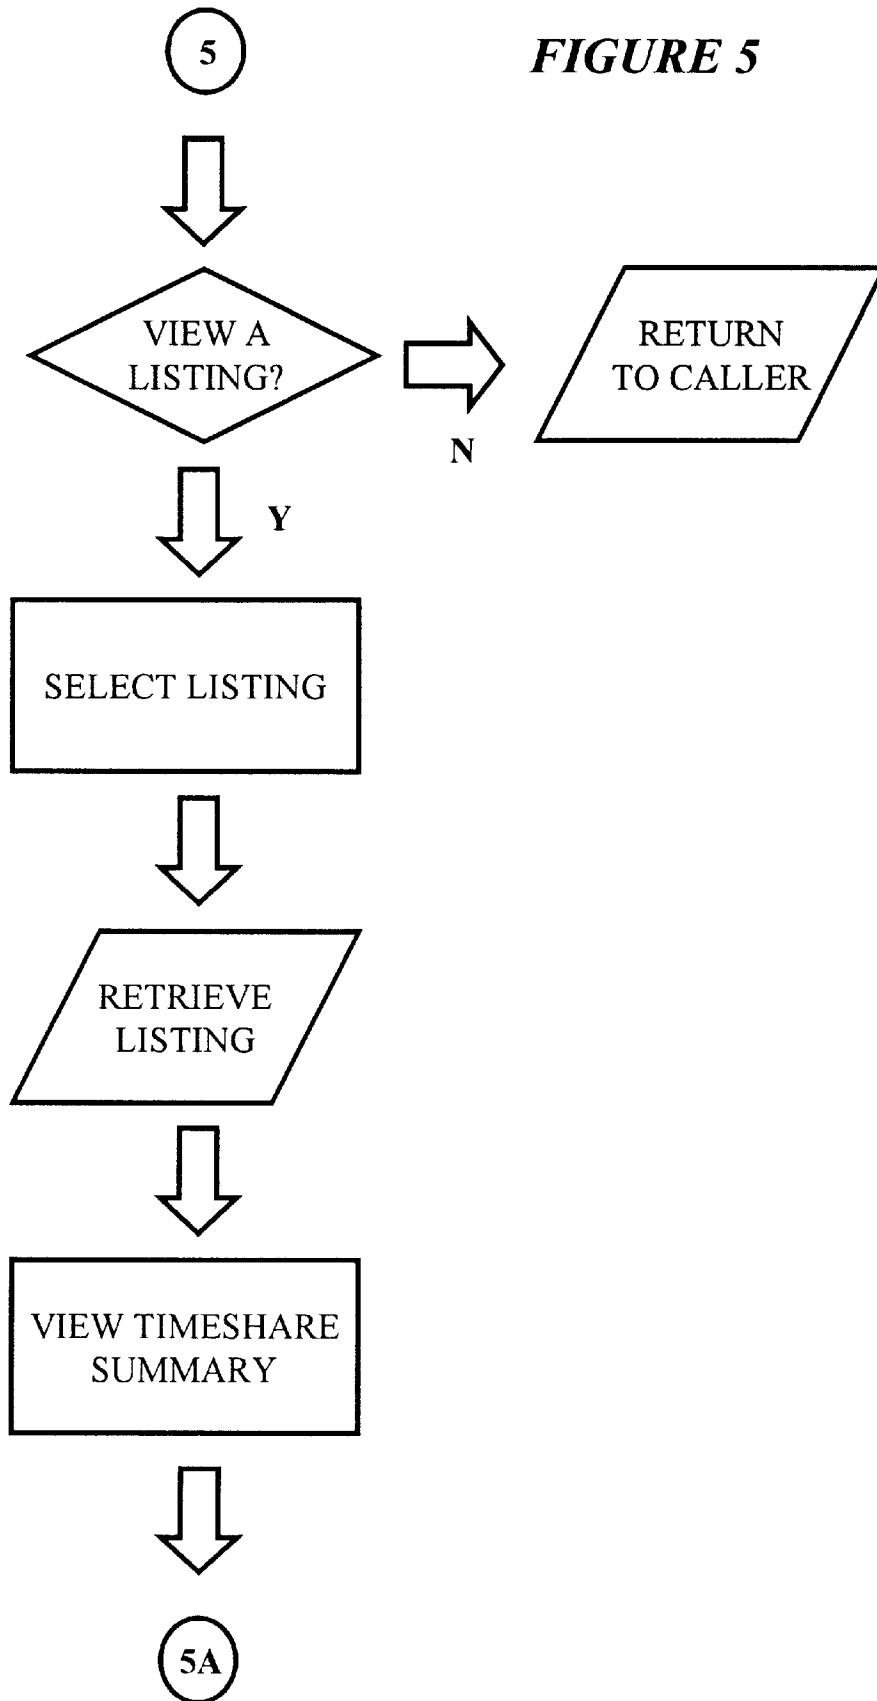 5
FIGURE 5
VIEW A
LISTING?
RETURN
TO CALLER
N
Y
SELECT LISTING
RETRIEVE
LISTING
VIEW TIMESHARE
SUMMARY
5A